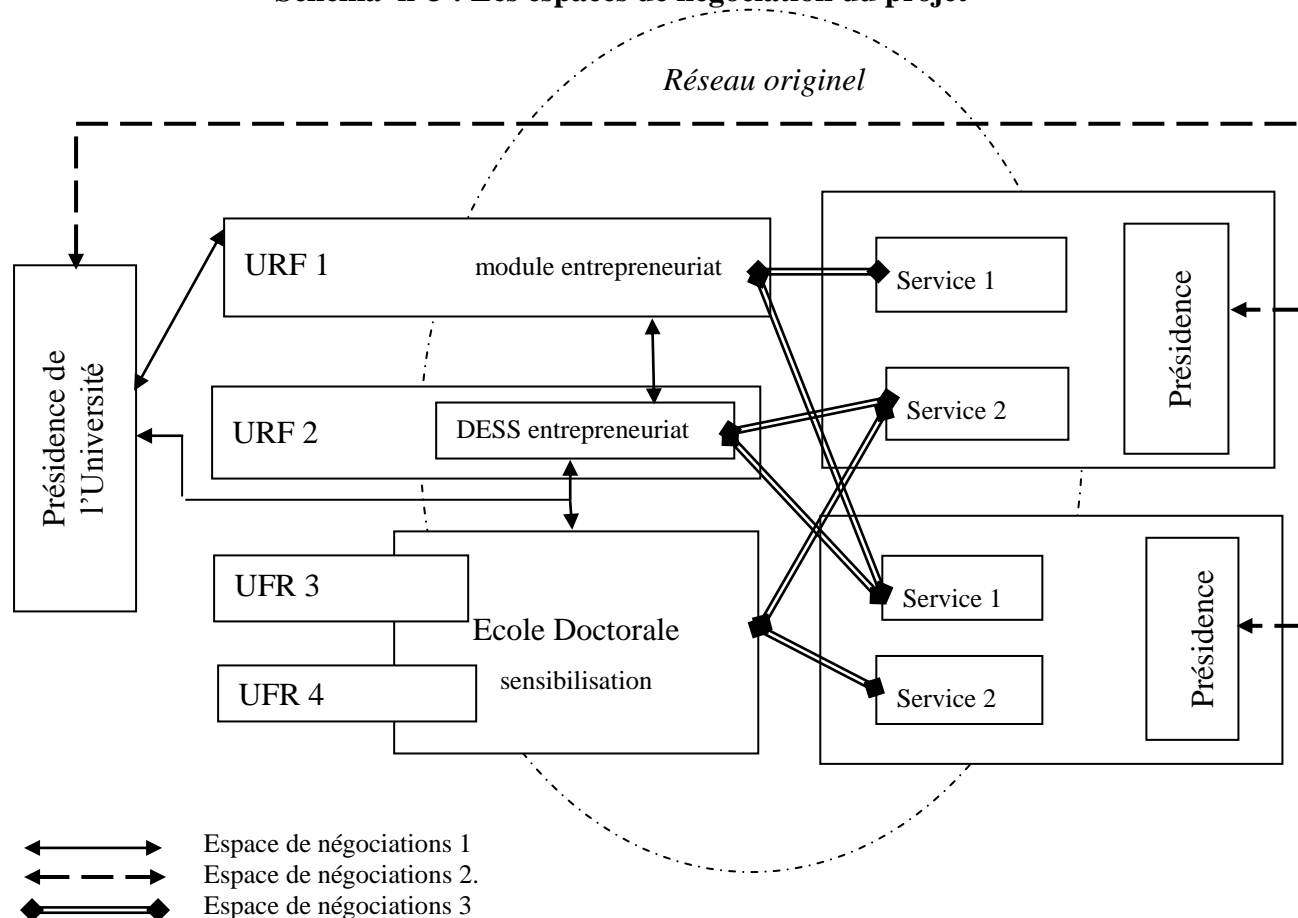 Schéma n°3 : Les espaces de négociation du projet
Réseau originel
URF 1
module entrepreneuriat
Service 1
Présidence
Présidence de
l'Université
URF 2
DESS entrepreneuriat
Service 2
UFR 3
Ecole Doctorale
sensibilisation
UFR 4
Service 1
Service 2
Présidence
Espace de négociations 1
Espace de négociations 2.
Espace de négociations 3